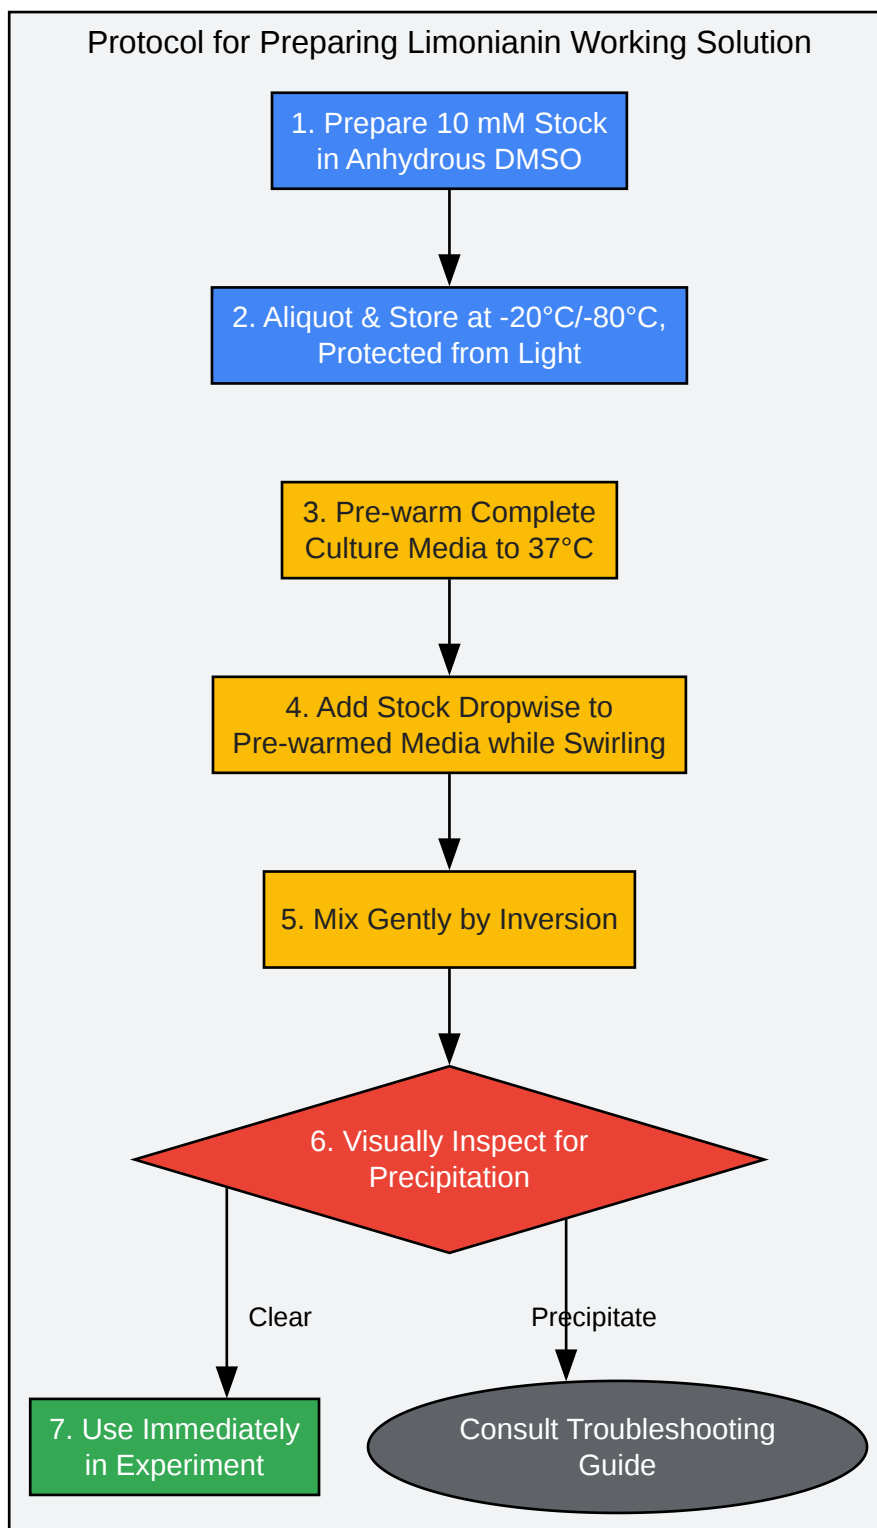 Protocol for Preparing Limonianin Working Solution
1. Prepare 10 mM Stock
in Anhydrous DMSO
2. Aliquot & Store at -20°C/-80°C,
Protected from Light
3. Pre-warm Complete
Culture Media to 37°C
4. Add Stock Dropwise to
Pre-warmed Media while Swirling
5. Mix Gently by Inversion
6. Visually Inspect for
Precipitation
Clear
Precipitate
7. Use Immediately
in Experiment
Consult Troubleshooting
Guide